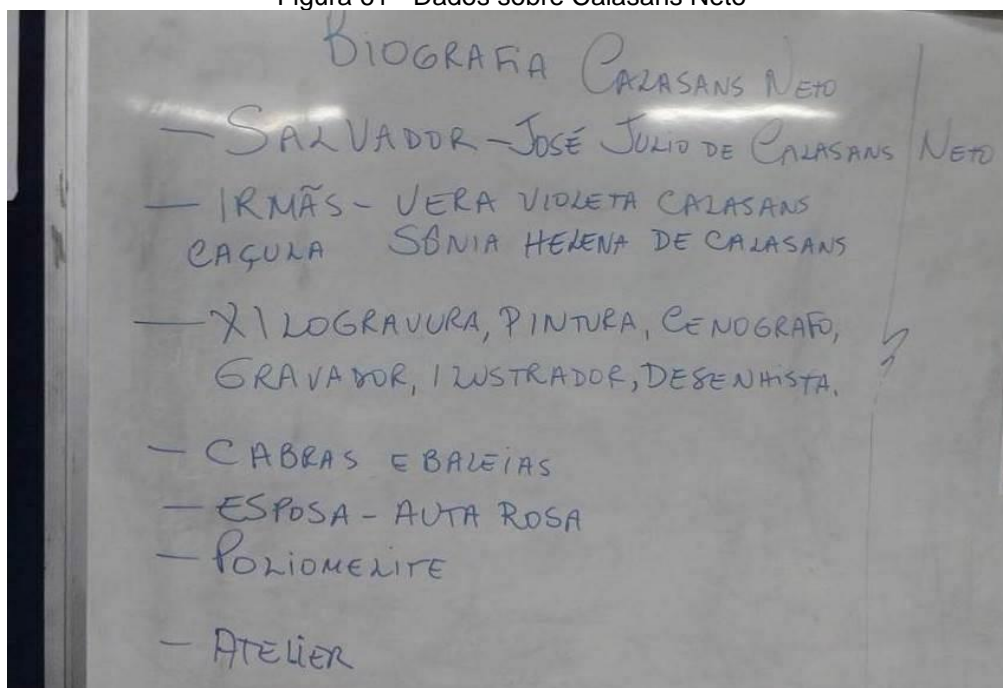 Figura 61 - Dados sobre Calasans Neto
BIOGRAFIA CALASANS NETO
— SALVADOR - JOSÉ JULIO DE CALASANS NETO
— IRMÃS - VERA VIOLETA CALASANS
CAÇULA SÔNIA HELENA DE CALASANS
— XILOGRAVURA, PINTURA, CENOGRAFO,
GRAVADOR, ILUSTRADOR, DESENHISTA.
— CABRAS E BALEIAS
— ESPOSA - AUTA ROSA
— POLIOMELITE
— ATELIER